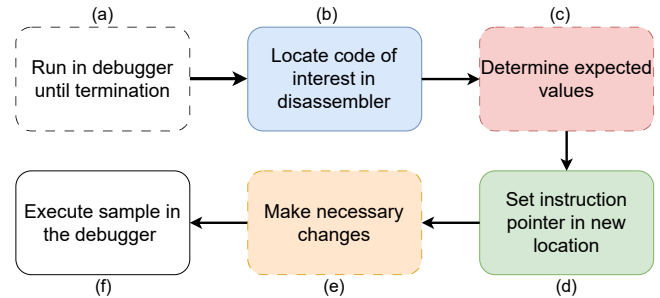 (a)
(b)
(c)
Run in debugger
until termination
Locate code of
interest in
disassembler
Determine expected
values
Execute sample in
the debugger
Make necessary
changes
Set instruction
pointer in new
location
(f)
(e)
(d)